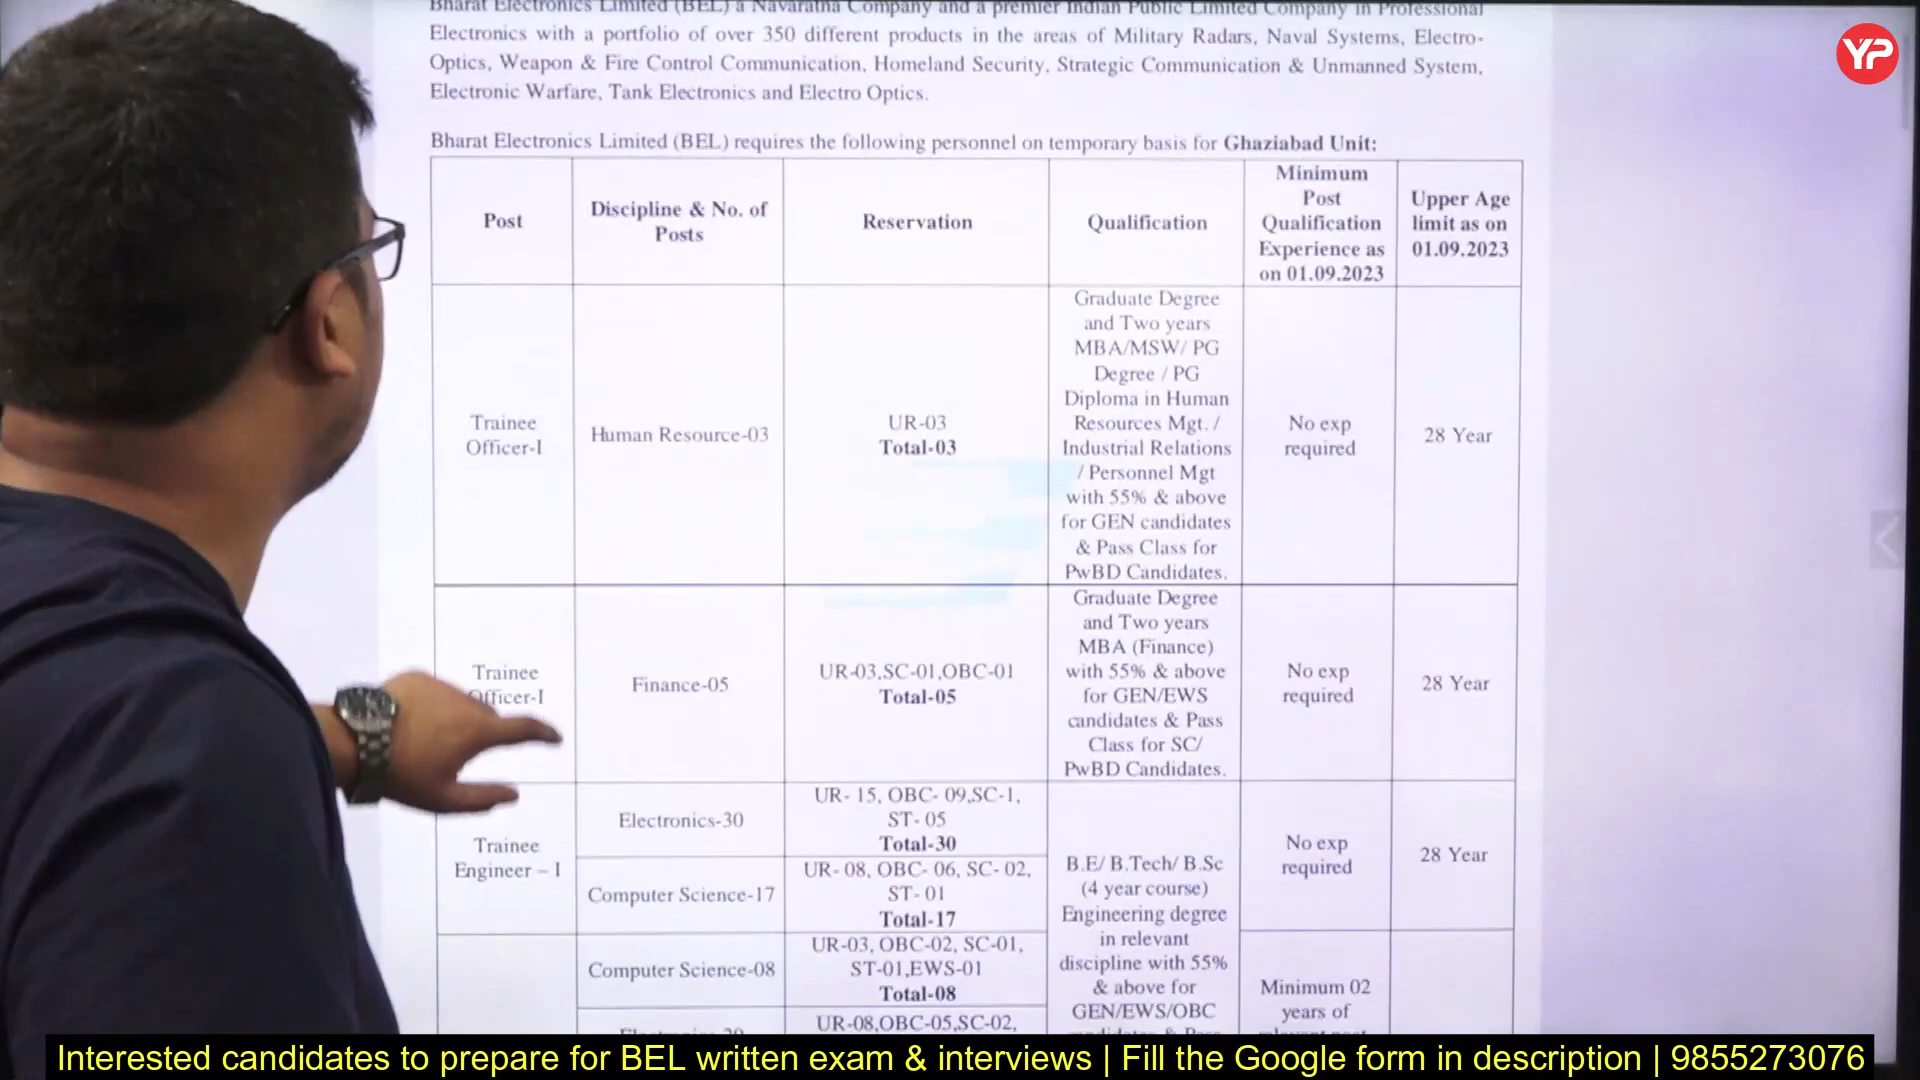 YP
Bharat Electronics Limited (BEL) a Navaratna Company and a premier Indian Public Limited Company in Professional
Electronics with a portfolio of over 350 different products in the areas of Military Radars, Naval Systems, Electro-
Optics, Weapon & Fire Control Communication, Homeland Security, Strategic Communication & Unmanned System,
Electronic Warfare, Tank Electronics and Electro Optics.
Bharat Electronics Limited (BEL) requires the following personnel on temporary basis for Ghaziabad Unit:
Post
Discipline & No. of
Posts
Reservation
Qualification
Minimum
Post
Qualification
Experience as
on 01.09.2023
Upper Age
limit as on
01.09.2023
Trainee
Officer-I
Human Resource-03
UR-03
Total-03
Graduate Degree
and Two years
MBA/MSW/ PG
Degree / PG
Diploma in Human
Resources Mgt. /
Industrial Relations
/ Personnel Mgt
with 55% & above
for GEN candidates
& Pass Class for
PwBD Candidates.
No exp
required
28 Year
Trainee
Officer-I
Finance-05
UR-03,SC-01,OBC-01
Total-05
Graduate Degree
and Two years
MBA (Finance)
with 55% & above
for GEN/EWS
candidates & Pass
Class for SC/
PwBD Candidates.
No exp
required
28 Year
Trainee
Engineer – I
Electronics-30
UR- 15, OBC- 09,SC-1,
ST- 05
Total-30
Computer Science-17
UR- 08, OBC- 06, SC- 02,
ST- 01
Total-17
B.E/ B.Tech/ B.Sc
(4 year course)
Engineering degree
in relevant
discipline with 55%
& above for
GEN/EWS/OBC
No exp
required
28 Year
Computer Science-08
UR-03, OBC-02, SC-01,
ST-01,EWS-01
Total-08
UR-08,OBC-05,SC-02,
Minimum 02
years of
Interested candidates to prepare for BEL written exam & interviews | Fill the Google form in description | 9855273076